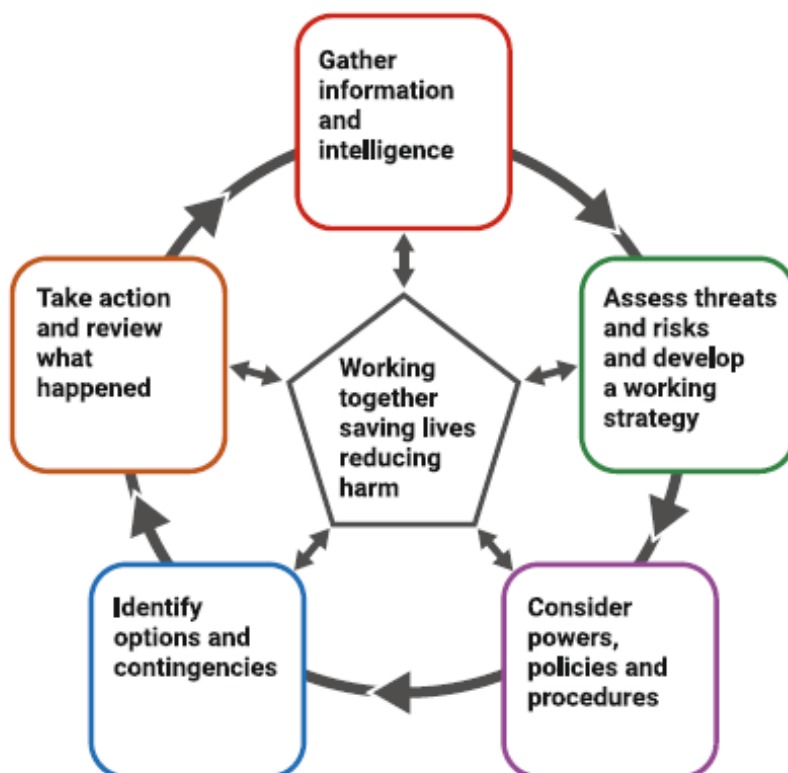 Gather
information
and
intelligence
Assess threats
and risks
and develop
a working
strategy
Consider
powers,
policies and
procedures
Identify
options and
contingencies
Take action
and review
what
happened
Working
together
saving lives
reducing
harm